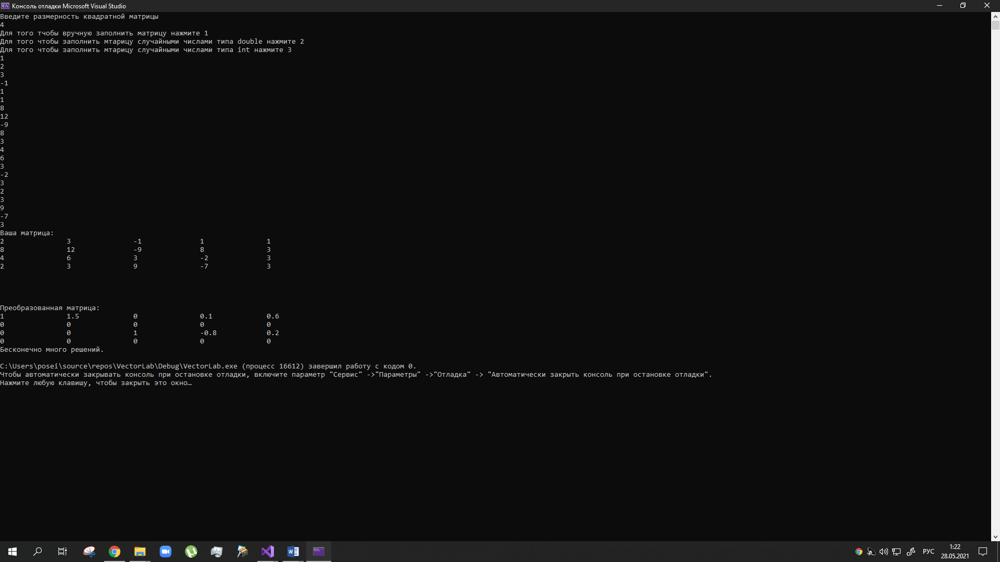 Консоль отладки Microsoft Visual Studio
Введите размерность квадратной матрицы
4
Для того тчобы вручную заполнить матрицу нажмите 1
Для того чтобы заполнить мтарицу случайными числами типа double нажмите 2
Для того чтобы заполнить мтарицу случайными числами типа int нажмите 3
1
2
3
-1
1
1
8
12
-9
8
3
4
6
3
-2
3
2
3
9
-7
3
Ваша матрица:
2 3 -1 1 1
8 12 -9 8 3
4 6 3 -2 3
2 3 9 -7 3
Преобразованная матрица:
1 1.5 0 0.1 0.6
0 0 0 0 0
0 0 1 -0.8 0.2
0 0 0 0 0
Бесконечно много решений.
C:\Users\posei\source\repos\VectorLab\Debug\VectorLab.exe (процесс 16612) завершил работу с кодом 0.
Чтобы автоматически закрывать консоль при остановке отладки, включите параметр "Сервис" ->"Параметры" ->"Отладка" -> "Автоматически закрыть консоль при остановке отладки".
Нажмите любую клавишу, чтобы закрыть это окно…
РУС
1:22
28.05.2021